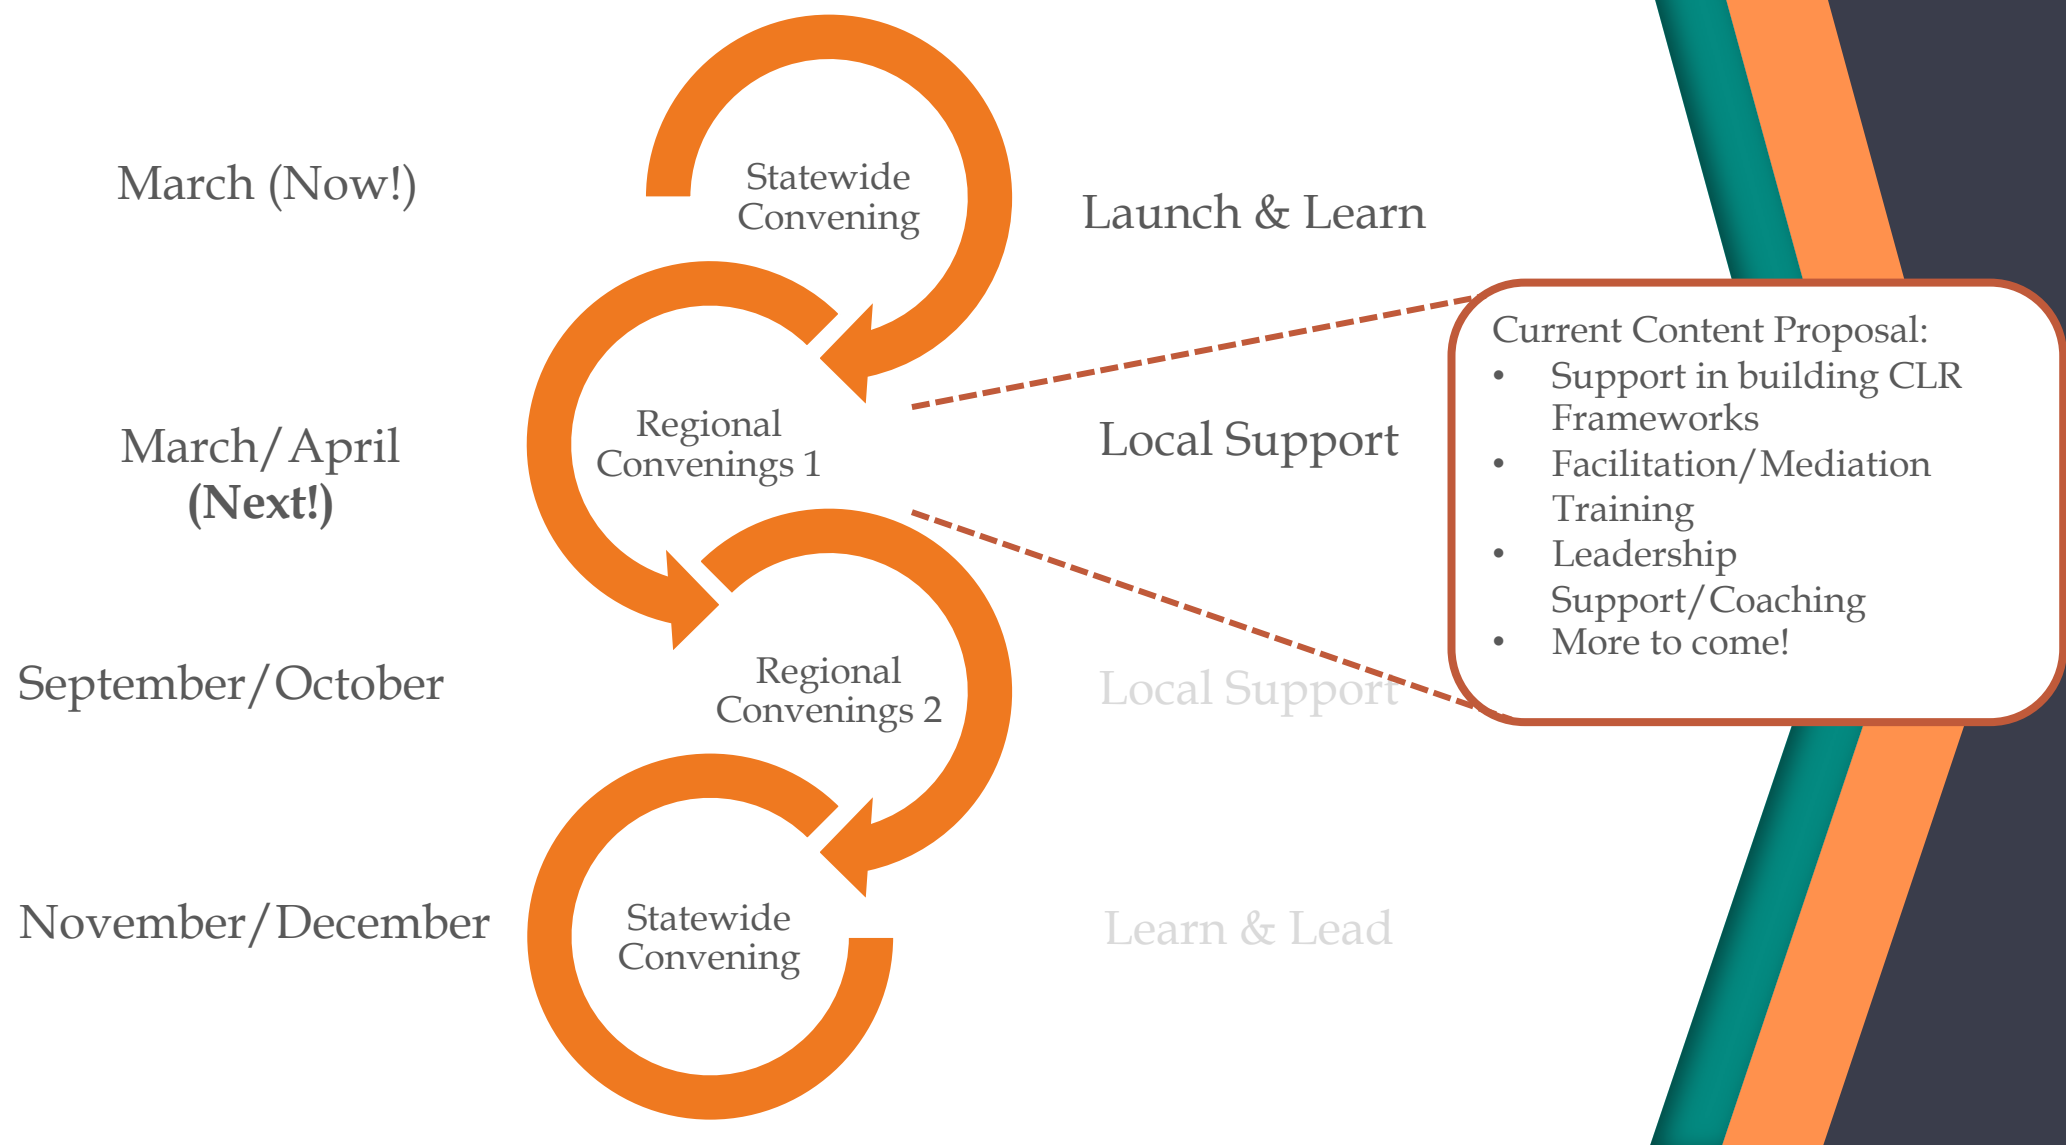 March (Now!)
Statewide
Convening
Launch & Learn
March/April
(Next!)
Regional
Convenings 1
Local Support
Current Content Proposal:
• Support in building CLR
Frameworks
• Facilitation/Mediation
Training
• Leadership
Support/Coaching
• More to come!
September/October
Regional
Convenings 2
Local Support
November/December
Statewide
Convening
Learn & Lead